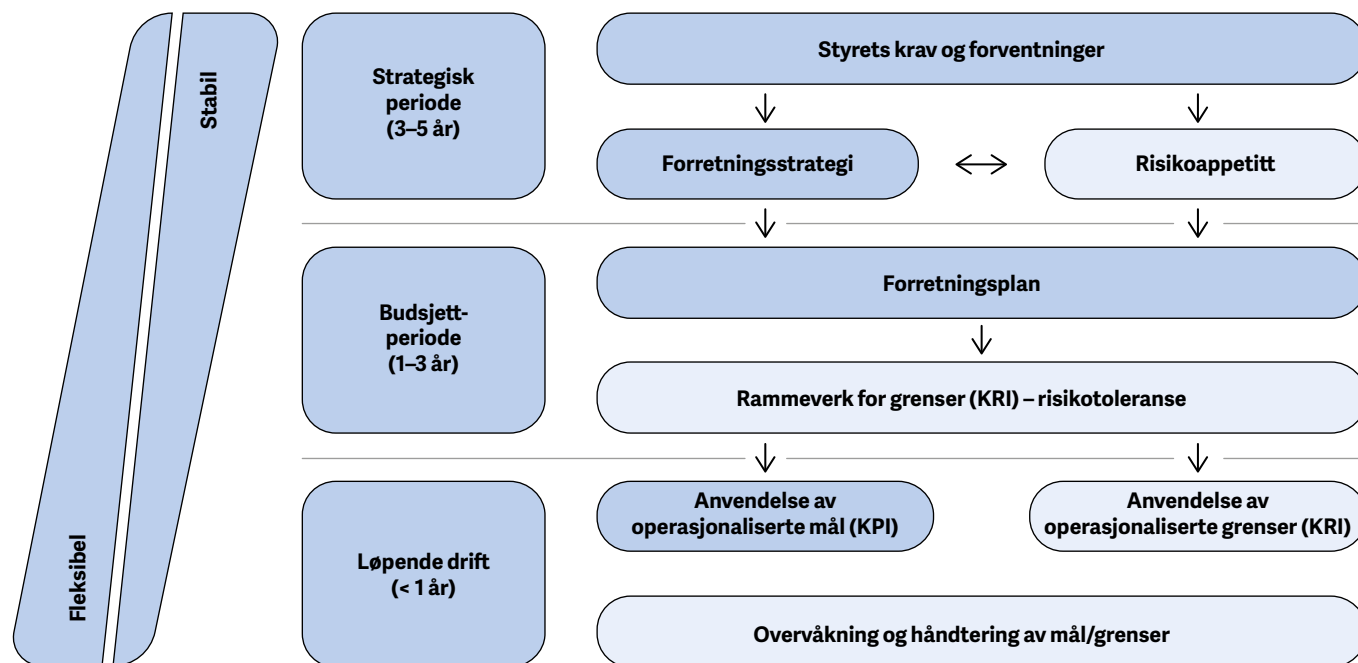 Fleksibel
Stabil
Strategisk
periode
(3–5 år)
Styrets krav og forventninger
Forretningsstrategi
Risikoappetitt
Budsjett-
periode
(1–3 år)
Forretningsplan
Rammeverk for grenser (KRI) – risikotoleranse
Løpende drift
(< 1 år)
Anvendelse av
operasjonaliserte mål (KPI)
Anvendelse av
operasjonaliserte grenser (KRI)
Overvåkning og håndtering av mål/grenser